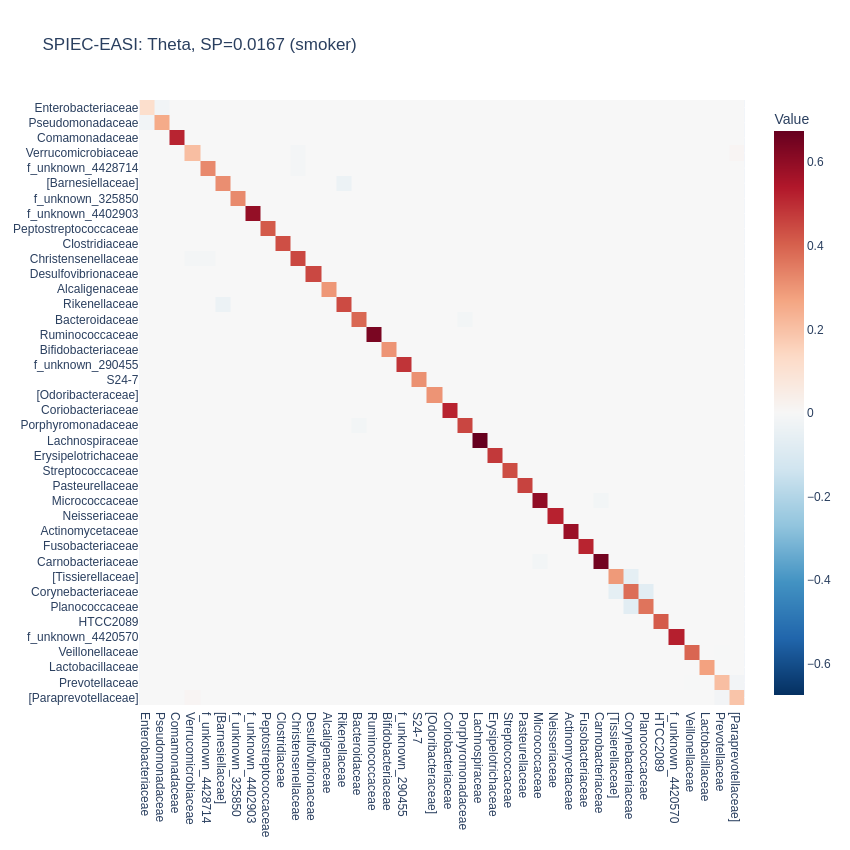 SPIEC-EASI: Theta, SP=0.0167 (smoker)
Value
Enterobacteriaceae
Pseudomonadaceae
Comamonadaceae
Verrucomicrobiaceae
f_unknown_4428714
[Barnesiellaceae]
f_unknown_325850
f_unknown_4402903
Peptostreptococcaceae
Clostridiaceae
Christensenellaceae
Desulfovibrionaceae
Alcaligenaceae
Rikenellaceae
Bacteroidaceae
Ruminococcaceae
Bifidobacteriaceae
f_unknown_290455
S24-7
[Odoribacteraceae]
Coriobacteriaceae
Porphyromonadaceae
Lachnospiraceae
Erysipelotrichaceae
Streptococcaceae
Pasteurellaceae
Micrococcaceae
Neisseriaceae
Actinomycetaceae
Fusobacteriaceae
Carnobacteriaceae
[Tissierellaceae]
Corynebacteriaceae
Planococcaceae
HTCC2089
f_unknown_4420570
Veillonellaceae
Lactobacillaceae
Prevotellaceae
[Paraprevotellaceae]
0.6
0.4
0.2
0
−0.2
−0.4
−0.6
Enterobacteriaceae
Pseudomonadaceae
Comamonadaceae
Verrucomicrobiaceae
f_unknown_4428714
[Barnesiellaceae]
f_unknown_325850
f_unknown_4402903
Peptostreptococcaceae
Clostridiaceae
Christensenellaceae
Desulfovibrionaceae
Alcaligenaceae
Rikenellaceae
Bacteroidaceae
Ruminococcaceae
Bifidobacteriaceae
f_unknown_290455
S24-7
[Odoribacteraceae]
Coriobacteriaceae
Porphyromonadaceae
Lachnospiraceae
Erysipelotrichaceae
Streptococcaceae
Pasteurellaceae
Micrococcaceae
Neisseriaceae
Actinomycetaceae
Fusobacteriaceae
Carnobacteriaceae
[Tissierellaceae]
Corynebacteriaceae
Planococcaceae
HTCC2089
f_unknown_4420570
Veillonellaceae
Lactobacillaceae
Prevotellaceae
[Paraprevotellaceae]